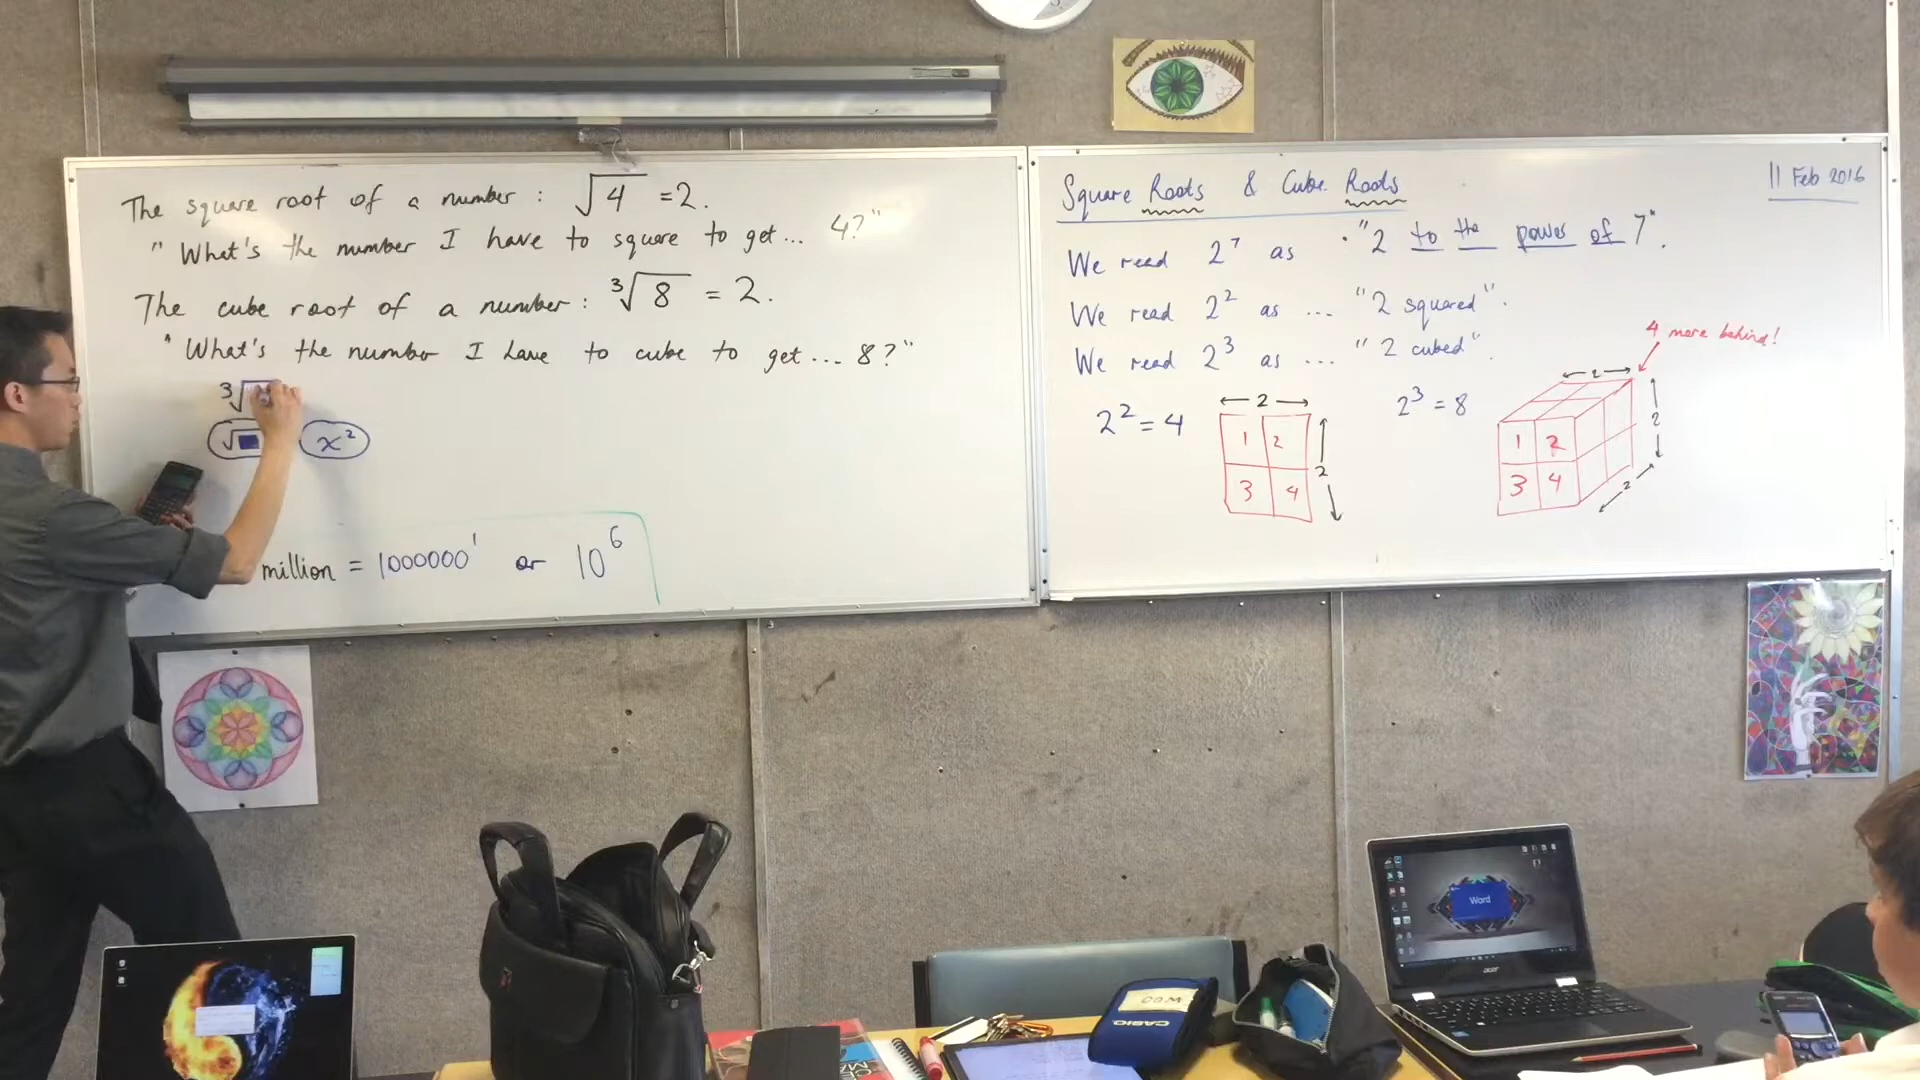 The square root of a number : √4 = 2.
"What's the number I have to square to get... 4?"
The cube root of a number : ³√8 = 2.
"What's the number I have to cube to get... 8?"
³√
√■ x²
million = 1000000¹ or 10⁶
Square Roots & Cube Roots
11 Feb 2016
We read 2⁷ as "2 to the power of 7".
We read 2² as ... "2 squared".
We read 2³ as ... "2 cubed".
2² = 4
2
1 2
3 4
2
2³ = 8
4 more behind!
2
1 2
3 4
2
2
Word
acer
CASIO